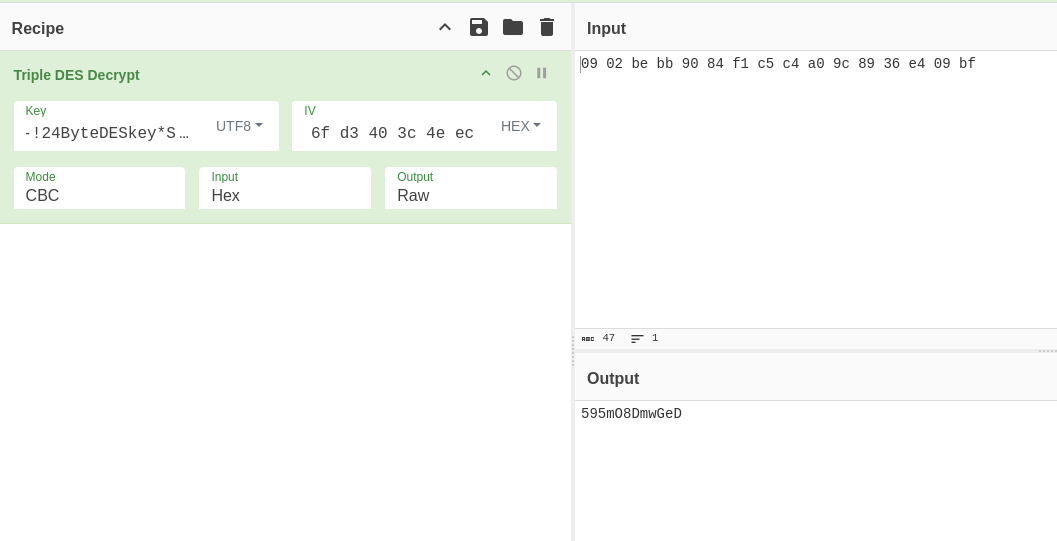 Recipe
Triple DES Decrypt
Key
-!24ByteDESkey*S…
UTF8
IV
6f d3 40 3c 4e ec
HEX
Mode
CBC
Input
Hex
Output
Raw
Input
09 02 be bb 90 84 f1 c5 c4 a0 9c 89 36 e4 09 bf
ABC 47 1
Output
595mO8DmwGeD